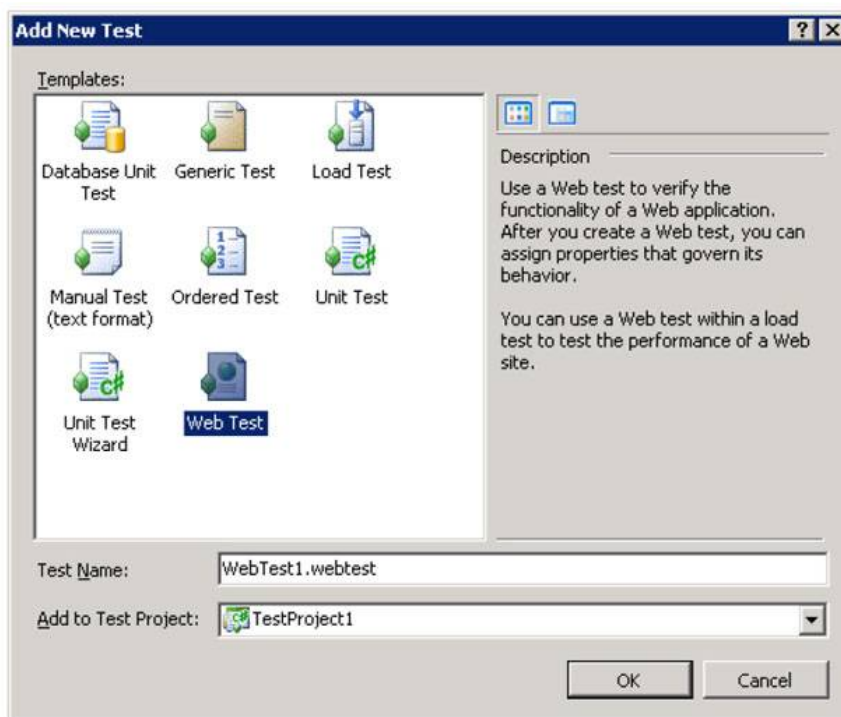 Add New Test
Templates:
Database Unit
Test
Generic Test
Load Test
Manual Test
(text format)
Ordered Test
Unit Test
Unit Test
Wizard
Web Test
Description
Use a Web test to verify the
functionality of a Web application.
After you create a Web test, you can
assign properties that govern its
behavior.
You can use a Web test within a load
test to test the performance of a Web
site.
Test Name:
WebTest1.webtest
Add to Test Project:
TestProject1
OK
Cancel